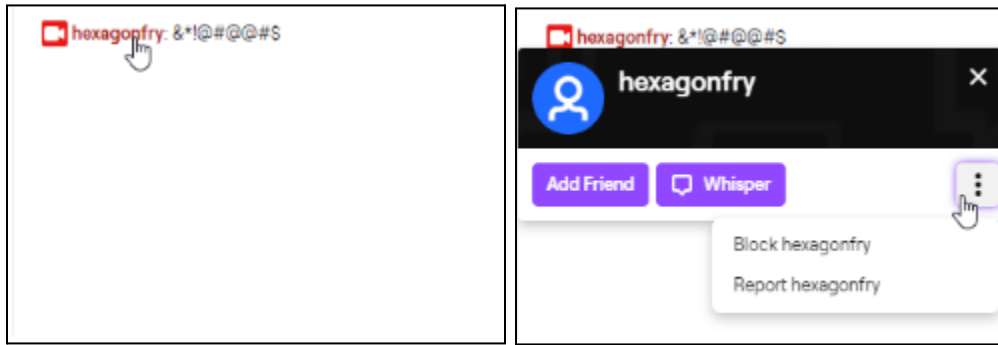 hexagonfry: &*!@#@@#$
hexagonfry: &*!@#@@#$
hexagonfry
Add Friend
Whisper
Block hexagonfry
Report hexagonfry